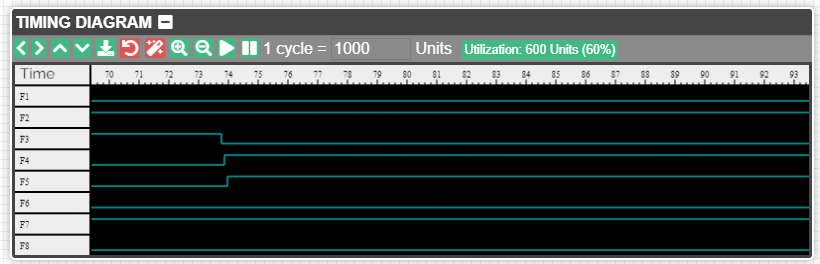 TIMING DIAGRAM
1 cycle = 1000 Units Utilization: 600 Units (60%)
Time 70 71 72 73 74 75 76 77 78 79 80 81 82 83 84 85 86 87 88 89 90 91 92 93
F1
F2
F3
F4
F5
F6
F7
F8